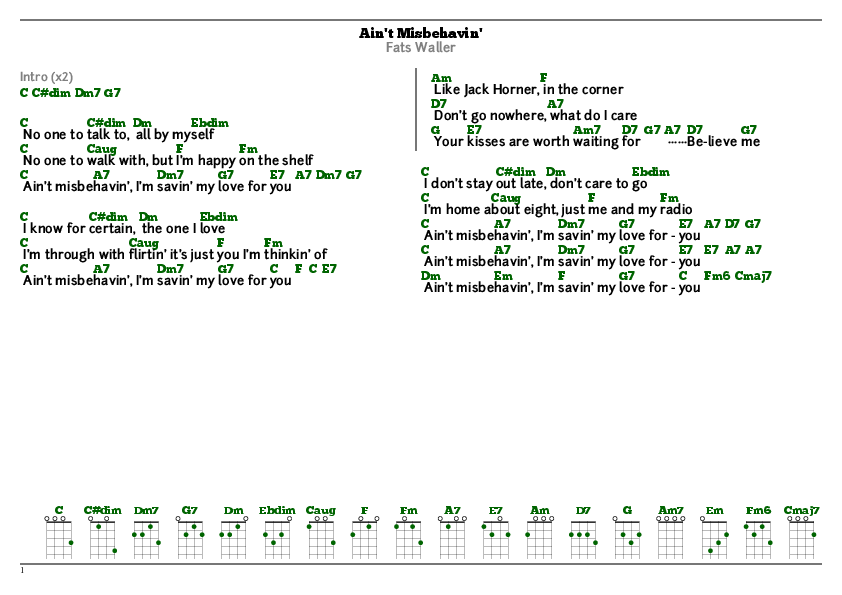 Ain't Misbehavin'
Fats Waller
Intro (x2)
C C#dim Dm7 G7
C C#dim Dm Ebdim
No one to talk to, all by myself
C Caug F Fm
No one to walk with, but I'm happy on the shelf
C A7 Dm7 G7 E7 A7 Dm7 G7
Ain't misbehavin', I'm savin' my love for you
C C#dim Dm Ebdim
I know for certain, the one I love
C Caug F Fm
I'm through with flirtin' it's just you I'm thinkin' of
C A7 Dm7 G7 C F C E7
Ain't misbehavin', I'm savin' my love for you
Am F
Like Jack Horner, in the corner
D7 A7
Don't go nowhere, what do I care
G E7 Am7 D7 G7 A7 D7 G7
Your kisses are worth waiting for ......Be-lieve me
C C#dim Dm Ebdim
I don't stay out late, don't care to go
C Caug F Fm
I'm home about eight, just me and my radio
C A7 Dm7 G7 E7 A7 D7 G7
Ain't misbehavin', I'm savin' my love for - you
C A7 Dm7 G7 E7 E7 A7 A7
Ain't misbehavin', I'm savin' my love for - you
Dm Em F G7 C Fm6 Cmaj7
Ain't misbehavin', I'm savin' my love for - you
C C#dim Dm7 G7 Dm Ebdim Caug F Fm A7 E7 Am D7 G Am7 Em Fm6 Cmaj7
1